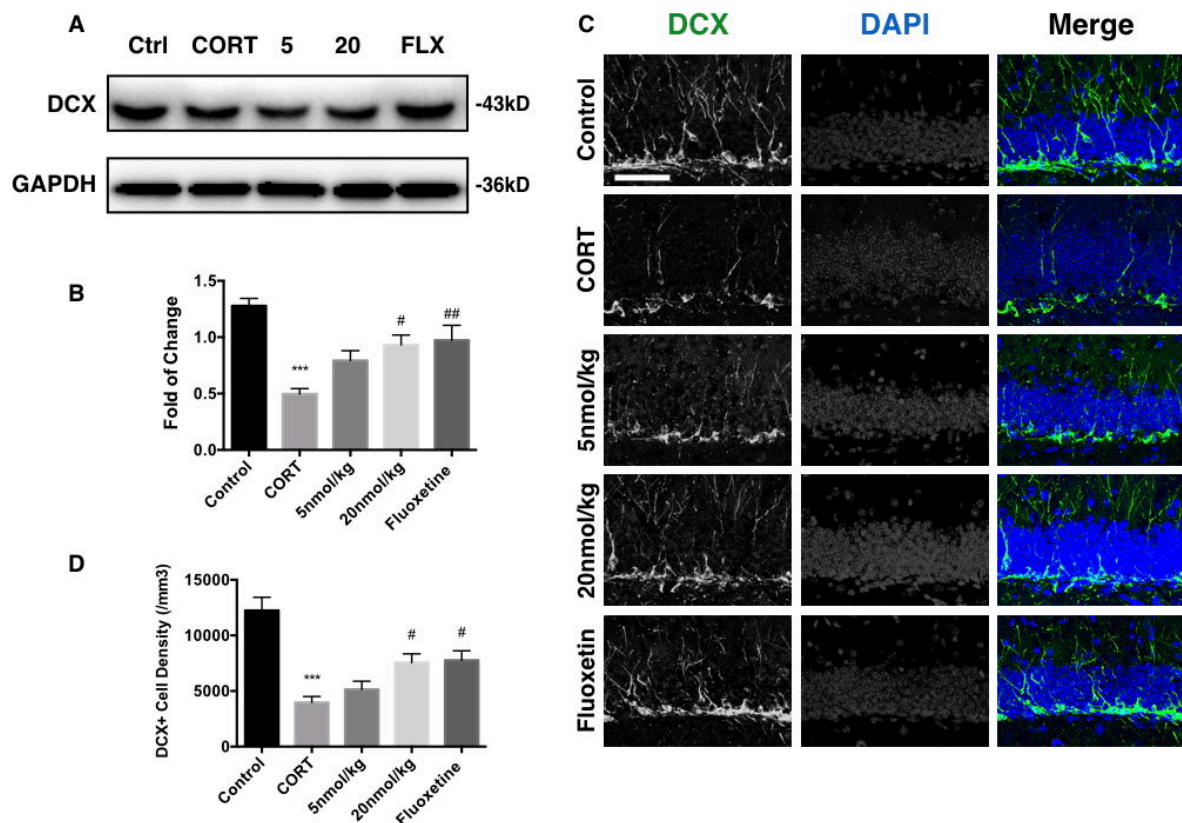 A
Ctrl CORT 5 20 FLX
DCX
-43kD
GAPDH
-36kD
B
Fold of Change
1.5
1.0
0.5
0.0
***
#
##
Control
CORT
5nmol/kg
20nmol/kg
Fluoxetine
D
DCX+ Cell Density (/mm3)
15000
10000
5000
0
***
#
#
Control
CORT
5nmol/kg
20nmol/kg
Fluoxetine
C
DCX DAPI Merge
Control
CORT
5nmol/kg
20nmol/kg
Fluoxetin